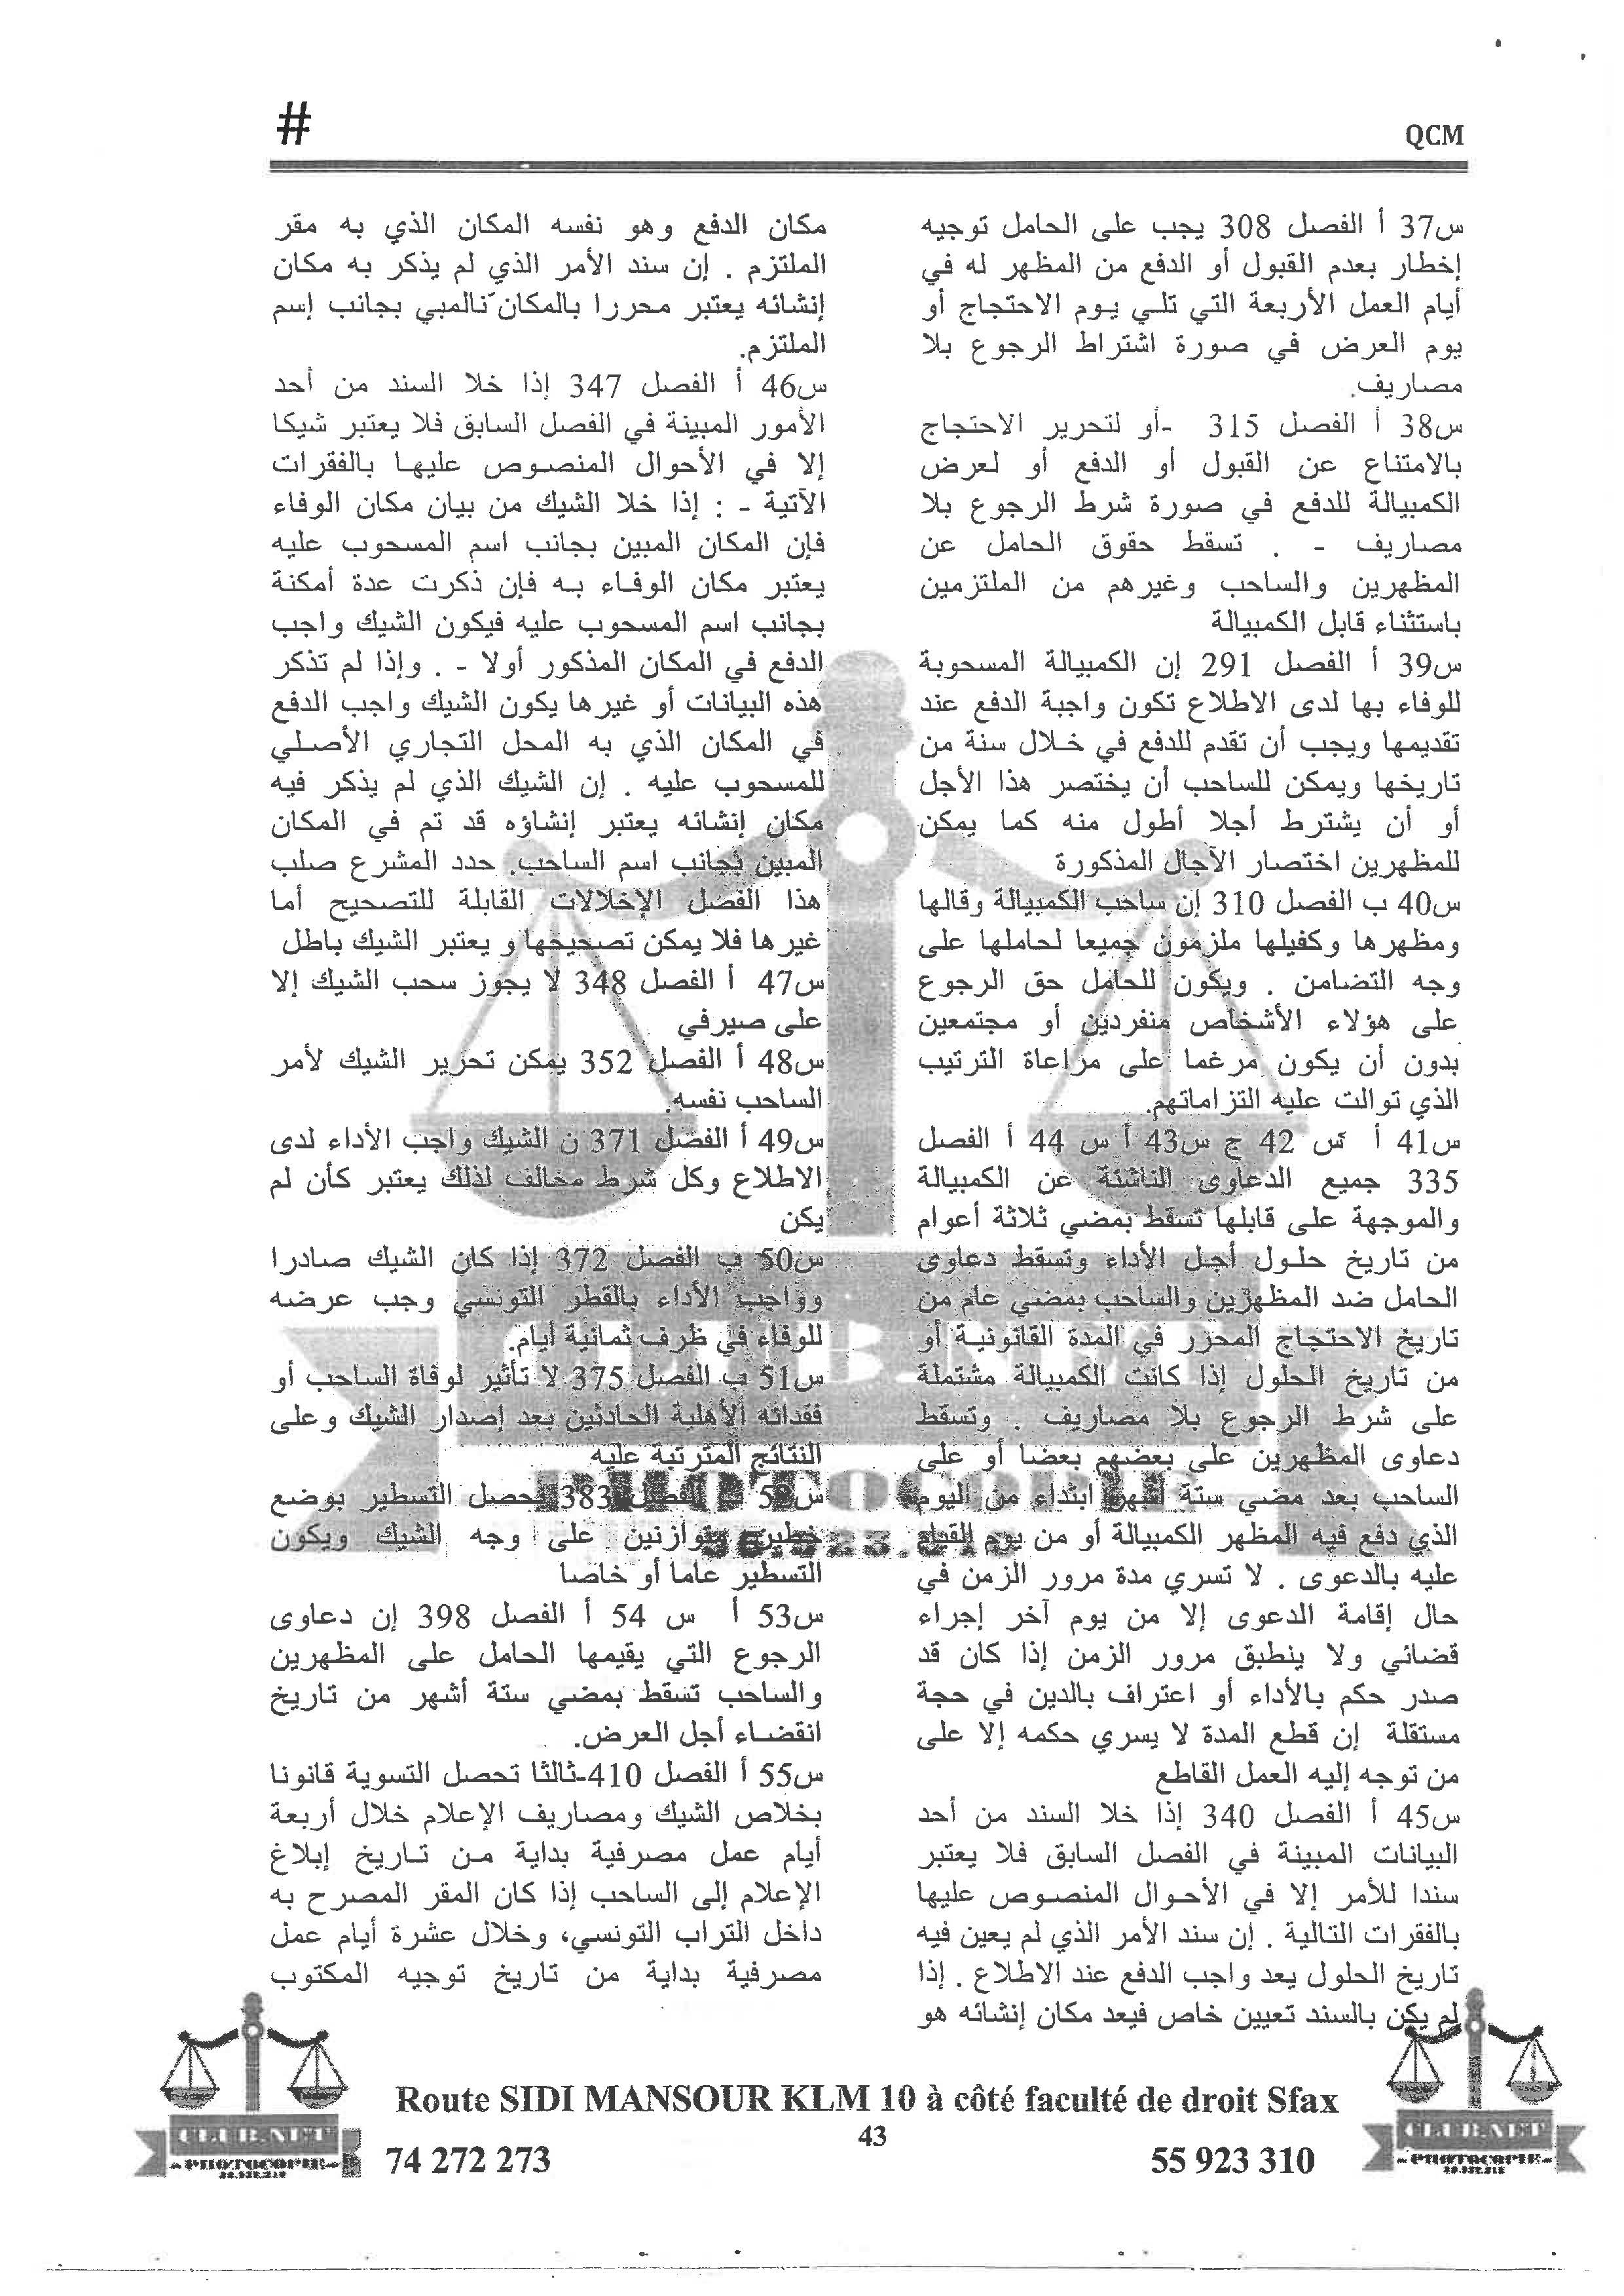 #
QCM
س37 أ الفصل 308 يجب على الحامل توجيه
إخطار بعدم القبول أو الدفع من المظهر له في
أيام العمل الأربعة التي تلي يوم الاحتجاج أو
يوم العرض في صورة اشتراط الرجوع بلا
مصاريف.
س38 أ الفصل 315 -أو لتحرير الاحتجاج
بالامتناع عن القبول أو الدفع أو لعرض
الكمبيالة للدفع في صورة شرط الرجوع بلا
مصاريف - . تسقط حقوق الحامل عن
المظهرين والساحب وغيرهم من الملتزمين
باستثناء قابل الكمبيالة
س39 أ الفصل 291 إن الكمبيالة المسحوبة
للوفاء بها لدى الاطلاع تكون واجبة الدفع عند
تقديمها ويجب أن تقدم للدفع في خلال سنة من
تاريخها ويمكن للساحب أن يختصر هذا الأجل
أو أن يشترط أجلا أطول منه كما يمكن
للمظهرين اختصار الآجال المذكورة
س40 ب الفصل 310 إن ساحب الكمبيالة وقالها
ومظهرها وكفيلها ملزمون جميعا لحاملها على
وجه التضامن . ويكون للحامل حق الرجوع
على هؤلاء الأشخاص منفردين أو مجتمعين
بدون أن يكون مرغما على مراعاة الترتيب
الذي توالت عليه التزاماتهم.
س41 أ س 42 ج س43 أ س 44 أ الفصل
335 جميع الدعاوى الناشئة عن الكمبيالة
والموجهة على قابلها تسقط بمضي ثلاثة أعوام
من تاريخ حلول أجل الأداء وتسقط دعاوى
الحامل ضد المظهرين والساحب بمضي عام من
تاريخ الاحتجاج المحرر في المدة القانونية أو
من تاريخ الحلول إذا كانت الكمبيالة مشتملة
على شرط الرجوع بلا مصاريف . وتسقط
دعاوى المظهرين على بعضهم بعضا أو على
الساحب بعد مضي ستة أشهر ابتداء من اليوم
الذي دفع فيه المظهر الكمبيالة أو من يوم القيام
عليه بالدعوى . لا تسري مدة مرور الزمن في
حال إقامة الدعوى إلا من يوم آخر إجراء
قضائي ولا ينطبق مرور الزمن إذا كان قد
صدر حكم بالأداء أو اعتراف بالدين في حجة
مستقلة إن قطع المدة لا يسري حكمه إلا على
من توجه إليه العمل القاطع
س45 أ الفصل 340 إذا خلا السند من أحد
البيانات المبينة في الفصل السابق فلا يعتبر
سندا للأمر إلا في الأحوال المنصوص عليها
بالفقرات التالية . إن سند الأمر الذي لم يعين فيه
تاريخ الحلول يعد واجب الدفع عند الاطلاع . إذا
لم يكن بالسند تعيين خاص فيعد مكان إنشائه هو
مكان الدفع وهو نفسه المكان الذي به مقر
الملتزم . إن سند الأمر الذي لم يذكر به مكان
إنشائه يعتبر محررا بالمكان نالمبي بجانب إسم
الملتزم.
س46 أ الفصل 347 إذا خلا السند من أحد
الأمور المبينة في الفصل السابق فلا يعتبر شيكا
إلا في الأحوال المنصوص عليها بالفقرات
الآتية - : إذا خلا الشيك من بيان مكان الوفاء
فإن المكان المبين بجانب اسم المسحوب عليه
يعتبر مكان الوفاء به فإن ذكرت عدة أمكنة
بجانب اسم المسحوب عليه فيكون الشيك واجب
الدفع في المكان المذكور أولا - . وإذا لم تذكر
هذه البيانات أو غيرها يكون الشيك واجب الدفع
في المكان الذي به المحل التجاري الأصلي
للمسحوب عليه . إن الشيك الذي لم يذكر فيه
مكان إنشائه يعتبر إنشاؤه قد تم في المكان
المبين بجانب اسم الساحب. حدد المشرع صلب
هذا الفصل الإخلالات القابلة للتصحيح أما
غيرها فلا يمكن تصحيحها و يعتبر الشيك باطل
س47 أ الفصل 348 لا يجوز سحب الشيك إلا
على صيرفي
س48 أ الفصل 352 يمكن تحرير الشيك لأمر
الساحب نفسه.
س49 أ الفصل 371 ن الشيك واجب الأداء لدى
الاطلاع وكل شرط مخالف لذلك يعتبر كأن لم
يكن
س50 ب الفصل 372 إذا كان الشيك صادرا
وواجب الأداء بالقطر التونسي وجب عرضه
للوفاء في ظرف ثمانية أيام.
س51 ب الفصل 375 لا تأثير لوفاة الساحب أو
فقدانه الأهلية الحادثين بعد إصدار الشيك وعلى
النتائج المترتبة عليه
س52 الفصل 383 يحصل التسطير بوضع
خطين متوازنين على وجه الشيك ويكون
التسطير عاما أو خاصا
س53 أ س 54 أ الفصل 398 إن دعاوى
الرجوع التي يقيمها الحامل على المظهرين
والساحب تسقط بمضي ستة أشهر من تاريخ
انقضاء أجل العرض.
س55 أ الفصل 410-ثالثا تحصل التسوية قانونا
بخلاص الشيك ومصاريف الإعلام خلال أربعة
أيام عمل مصرفية بداية من تاريخ إبلاغ
الإعلام إلى الساحب إذا كان المقر المصرح به
داخل التراب التونسي، وخلال عشرة أيام عمل
مصرفية بداية من تاريخ توجيه المكتوب
PHOTOCOPIE
Route SIDI MANSOUR KLM 10 à côté faculté de droit Sfax
43
74 272 273
55 923 310
CLUB.NET
-PHOTOCOPIE-
CLUB.NET
-PHOTOCOPIE-